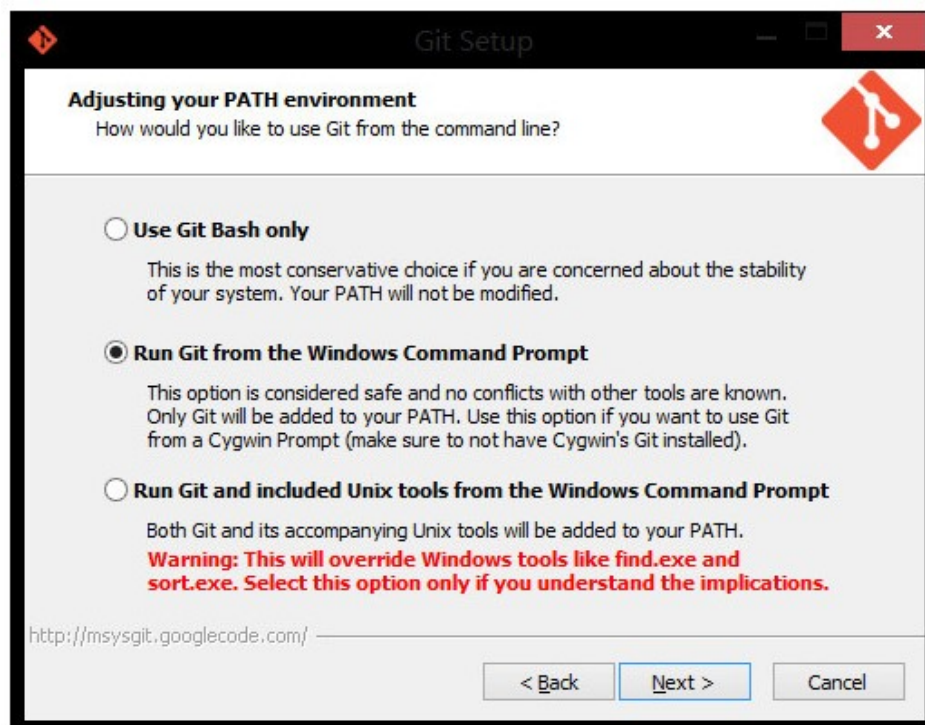 Git Setup
Adjusting your PATH environment
How would you like to use Git from the command line?
Use Git Bash only
This is the most conservative choice if you are concerned about the stability
of your system. Your PATH will not be modified.
Run Git from the Windows Command Prompt
This option is considered safe and no conflicts with other tools are known.
Only Git will be added to your PATH. Use this option if you want to use Git
from a Cygwin Prompt (make sure to not have Cygwin's Git installed).
Run Git and included Unix tools from the Windows Command Prompt
Both Git and its accompanying Unix tools will be added to your PATH.
Warning: This will override Windows tools like find.exe and
sort.exe. Select this option only if you understand the implications.
http://msysgit.googlecode.com/
< Back Next > Cancel